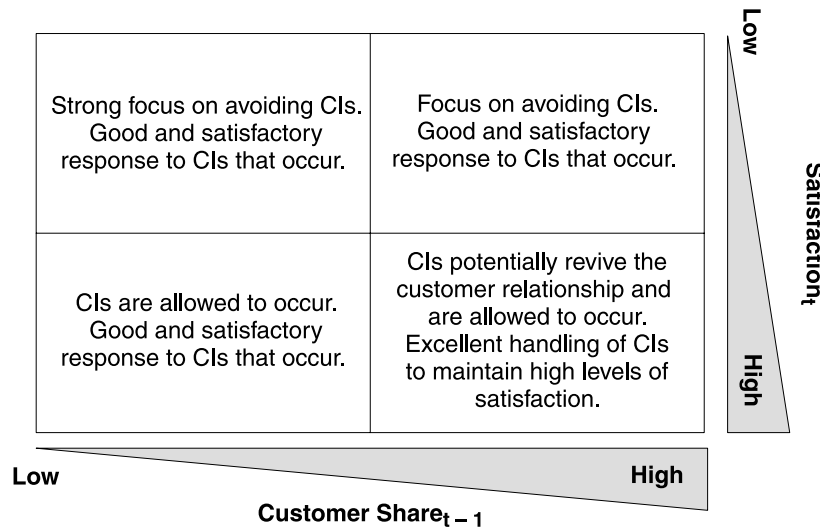 Strong focus on avoiding CIs.
Good and satisfactory
response to CIs that occur.
Focus on avoiding CIs.
Good and satisfactory
response to CIs that occur.
CIs are allowed to occur.
Good and satisfactory
response to CIs that occur.
CIs potentially revive the
customer relationship and
are allowed to occur.
Excellent handling of CIs
to maintain high levels of
satisfaction.
Low
High
Satisfaction t
Low
High
Customer Share t – 1